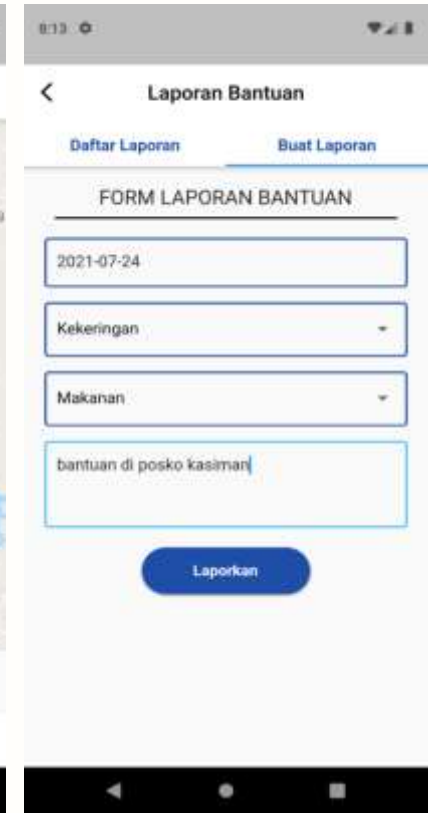 8:13
Laporan Bantuan
Daftar Laporan
Buat Laporan
FORM LAPORAN BANTUAN
2021-07-24
Kekeringan
Makanan
bantuan di posko kasiman
Laporkan